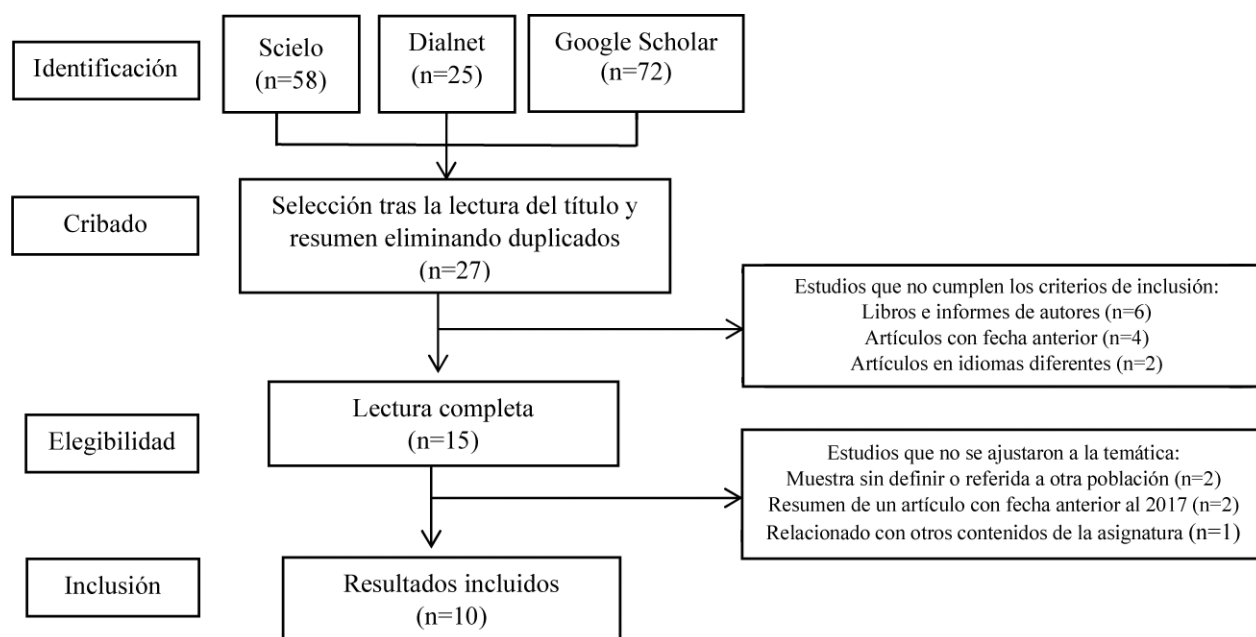 Identificación
Scielo
(n=58)
Dialnet
(n=25)
Google Scholar
(n=72)
Cribado
Selección tras la lectura del título y
resumen eliminando duplicados
(n=27)
Estudios que no cumplen los criterios de inclusión:
Libros e informes de autores (n=6)
Artículos con fecha anterior (n=4)
Artículos en idiomas diferentes (n=2)
Elegibilidad
Lectura completa
(n=15)
Estudios que no se ajustaron a la temática:
Muestra sin definir o referida a otra población (n=2)
Resumen de un artículo con fecha anterior al 2017 (n=2)
Relacionado con otros contenidos de la asignatura (n=1)
Inclusión
Resultados incluidos
(n=10)